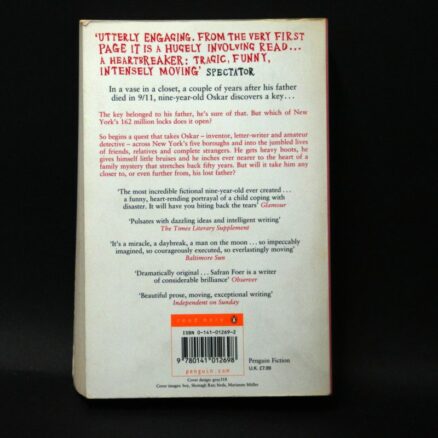 'UTTERLY ENGAGING. FROM THE VERY FIRST
PAGE IT IS A HUGELY INVOLVING READ...
A HEARTBREAKER: TRAGIC, FUNNY,
INTENSELY MOVING' SPECTATOR
In a vase in a closet, a couple of years after his father
died in 9/11, nine-year-old Oskar discovers a key . . .
The key belonged to his father, he's sure of that. But which of New
York's 162 million locks does it open?
So begins a quest that takes Oskar – inventor, letter-writer and amateur
detective – across New York's five boroughs and into the jumbled lives
of friends, relatives and complete strangers. He gets heavy boots, he
gives himself little bruises and he inches ever nearer to the heart of a
family mystery that stretches back fifty years. But will it take him any
closer to, or even further from, his lost father?
'The most incredible fictional nine-year-old ever created . . .
a funny, heart-rending portrayal of a child coping with
disaster. It will have you biting back the tears' Glamour
'Pulsates with dazzling ideas and intelligent writing'
The Times Literary Supplement
'It's a miracle, a daybreak, a man on the moon . . . so impeccably
imagined, so courageously executed, so everlastingly moving'
Baltimore Sun
'Dramatically original . . . Safran Foer is a writer
of considerable brilliance' Observer
'Beautiful prose, moving, exceptional writing'
Independent on Sunday
read more
ISBN 0-141-01269-2
9 780141 012698
penguin.com
Penguin Fiction
U.K. £7.99
Cover design: gray318